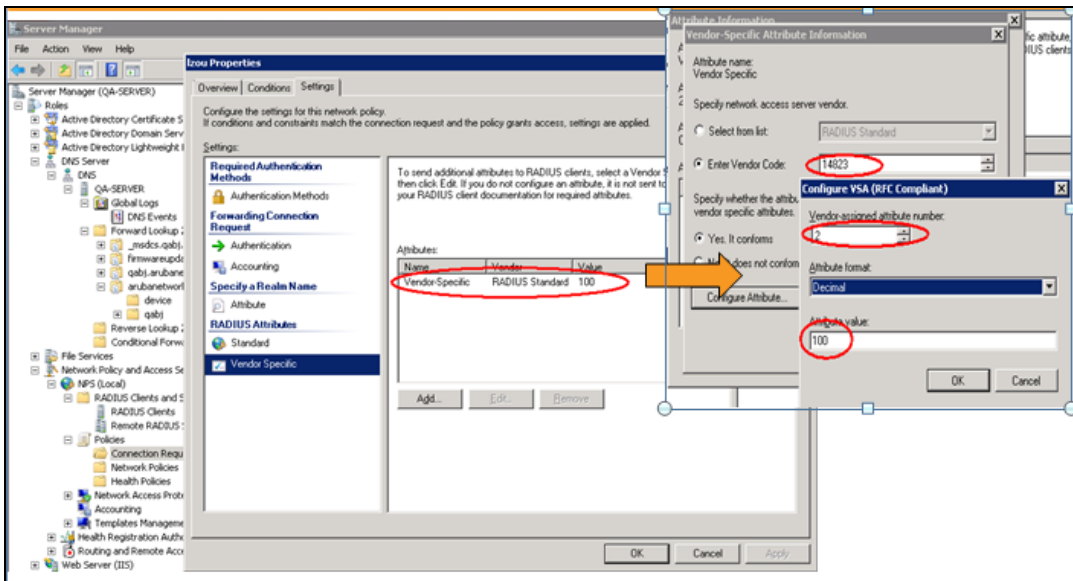 Server Manager
File Action View Help
Server Manager (QA-SERVER)
Roles
Active Directory Certificate S
Active Directory Domain Serv
Active Directory Lightweight
DNS Server
DNS
QA-SERVER
Global Logs
DNS Events
Forward Lookup
_msdcs.qabj.
firmwareupda
qabj.arubane
arubanetworl
device
qabj
Reverse Lookup
Conditional Forw
File Services
Network Policy and Access Se
NPS (Local)
RADIUS Clients and S
RADIUS Clients
Remote RADIUS
Policies
Connection Requ
Network Policies
Health Policies
Network Access Prote
Accounting
Templates Manageme
Health Registration Autho
Routing and Remote Acce
Web Server (IIS)
Izou Properties
Overview Conditions Settings
Configure the settings for this network policy.
If conditions and constraints match the connection request and the policy grants access, settings are applied.
Settings:
Required Authentication
Methods
Authentication Methods
Forwarding Connection
Request
Authentication
Accounting
Specify a Realm Name
Attribute
RADIUS Attributes
Standard
Vendor Specific
To send additional attributes to RADIUS clients, select a Vendor S
then click Edit. If you do not configure an attribute, it is not sent to
your RADIUS client documentation for required attributes.
Attributes:
Name Vendor Value
Vendor-Specific RADIUS Standard 100
Add... Edit... Remove
OK Cancel Apply
Attribute Information
fic attribute,
DIUS clients
Vendor-Specific Attribute Information
Attribute name:
Vendor Specific
Specify network access server vendor.
Select from list: RADIUS Standard
Enter Vendor Code: 14823
Specify whether the attribu
vendor specific attributes.
Yes. It conforms
No. It does not conform
Configure Attribute...
Configure VSA (RFC Compliant)
Vendor-assigned attribute number:
2
Attribute format:
Decimal
Attribute value:
100
OK Cancel